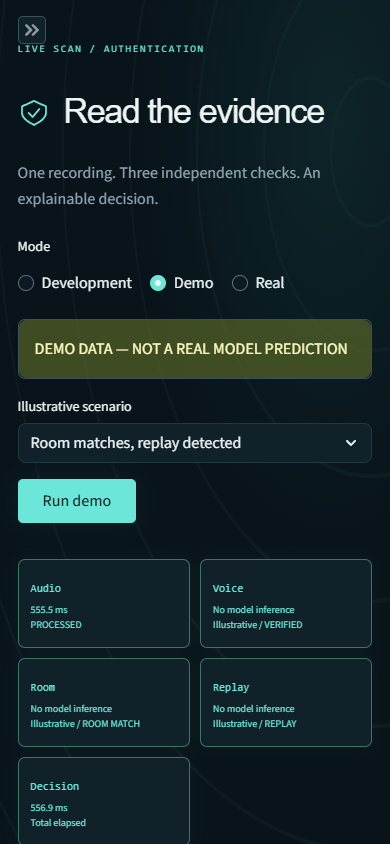 LIVE SCAN / AUTHENTICATION
Read the evidence
One recording. Three independent checks. An
explainable decision.
Mode
Development
Demo
Real
DEMO DATA — NOT A REAL MODEL PREDICTION
Illustrative scenario
Room matches, replay detected
Run demo
Audio
555.5 ms
PROCESSED
Voice
No model inference
Illustrative / VERIFIED
Room
No model inference
Illustrative / ROOM MATCH
Replay
No model inference
Illustrative / REPLAY
Decision
556.9 ms
Total elapsed